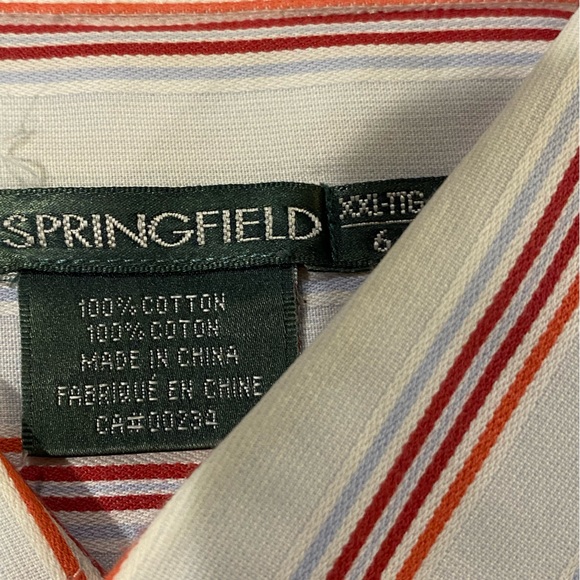 SPRINGFIELD
XXL-TTG
6
100% COTTON
100% COTON
MADE IN CHINA
FABRIQUÉ EN CHINE
CA#00234